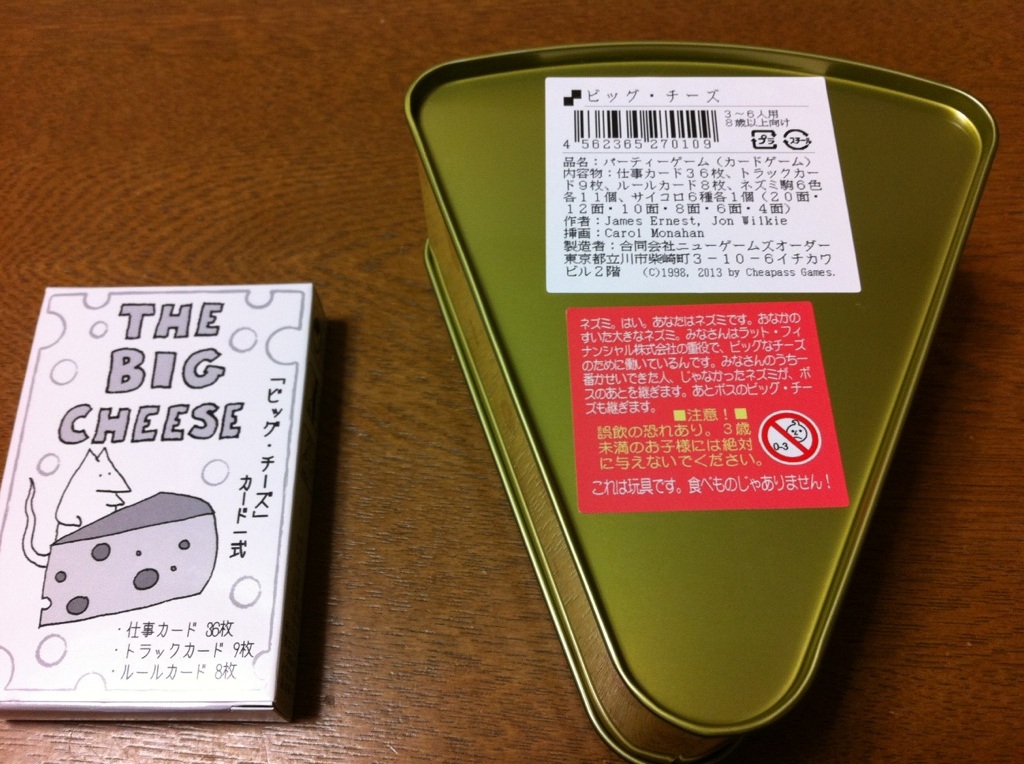 THE
BIG
CHEESE
「ビッグ・チーズ」
カード一式
・仕事カード 36枚
・トラックカード 9枚
・ルールカード 8枚
ビッグ・チーズ
3〜6人用
8歳以上向け
4 562365 270109
プラ
スチール
品名：パーティーゲーム（カードゲーム）
内容物：仕事カード36枚、トラックカー
ド9枚、ルールカード8枚、ネズミ駒6色
各11個、サイコロ6種各1個（20面・
12面・10面・8面・6面・4面）
作者：James Ernest, Jon Wilkie
挿画：Carol Monahan
製造者：合同会社ニューゲームズオーダー
東京都立川市柴崎町3－10－6イチカワ
ビル2階 (C)1998, 2013 by Cheapass Games.
ネズミ。はい。あなたはネズミです。おなかの
すいた大きなネズミ。みなさんはラット・フィ
ナンシャル株式会社の重役で、ビッグなチーズ
のために働いているんです。みなさんのうち一
番かせいできた人、じゃなかったネズミが、ボ
スのあとを継ぎます。あとボスのビッグ・チー
ズも継ぎます。
■注意！■
誤飲の恐れあり。3歳
未満のお子様には絶対
に与えないでください。
0-3
これは玩具です。食べものじゃありません！